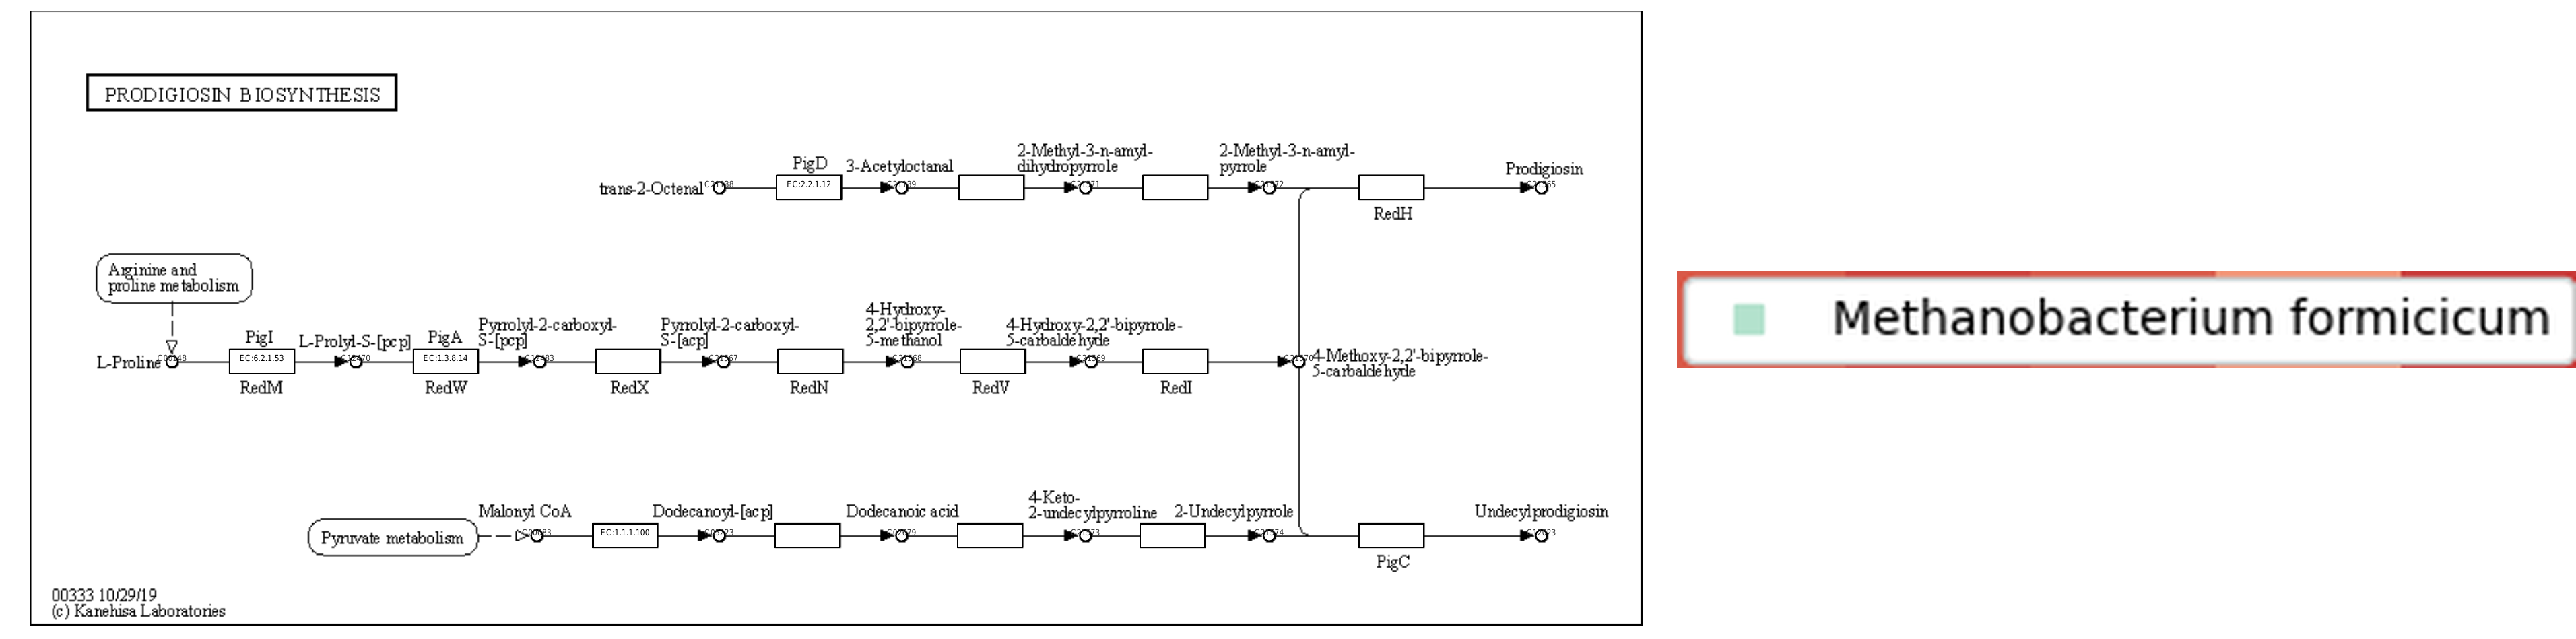 PRODIGIOSIN BIOSYNTHESIS
PigD
3-Acetyloctanal
2-Methyl-3-n-amyl-
dihydropyrrole
2-Methyl-3-n-amyl-
pyrrole
Prodigiosin
trans-2-Octenal
EC:2.2.1.12
RedH
Arginine and
proline metabolism
L-Proline
PigI
EC:6.2.1.53
RedM
L-Prolyl-S-[pcp]
PigA
EC:1.3.8.14
RedW
Pyrrolyl-2-carboxyl-
S-[pcp]
RedX
Pyrrolyl-2-carboxyl-
S-[acp]
RedN
4-Hydroxy-
2,2'-bipyrrole-
5-methanol
RedV
4-Hydroxy-2,2'-bipyrrole-
5-carbaldehyde
RedI
4-Methoxy-2,2'-bipyrrole-
5-carbaldehyde
Pyruvate metabolism
Malonyl CoA
EC:1.1.1.100
Dodecanoyl-[acp]
Dodecanoic acid
4-Keto-
2-undecylpyrroline
2-Undecylpyrrole
PigC
Undecylprodigiosin
00333 10/29/19
(c) Kanehisa Laboratories
Methanobacterium formicicum